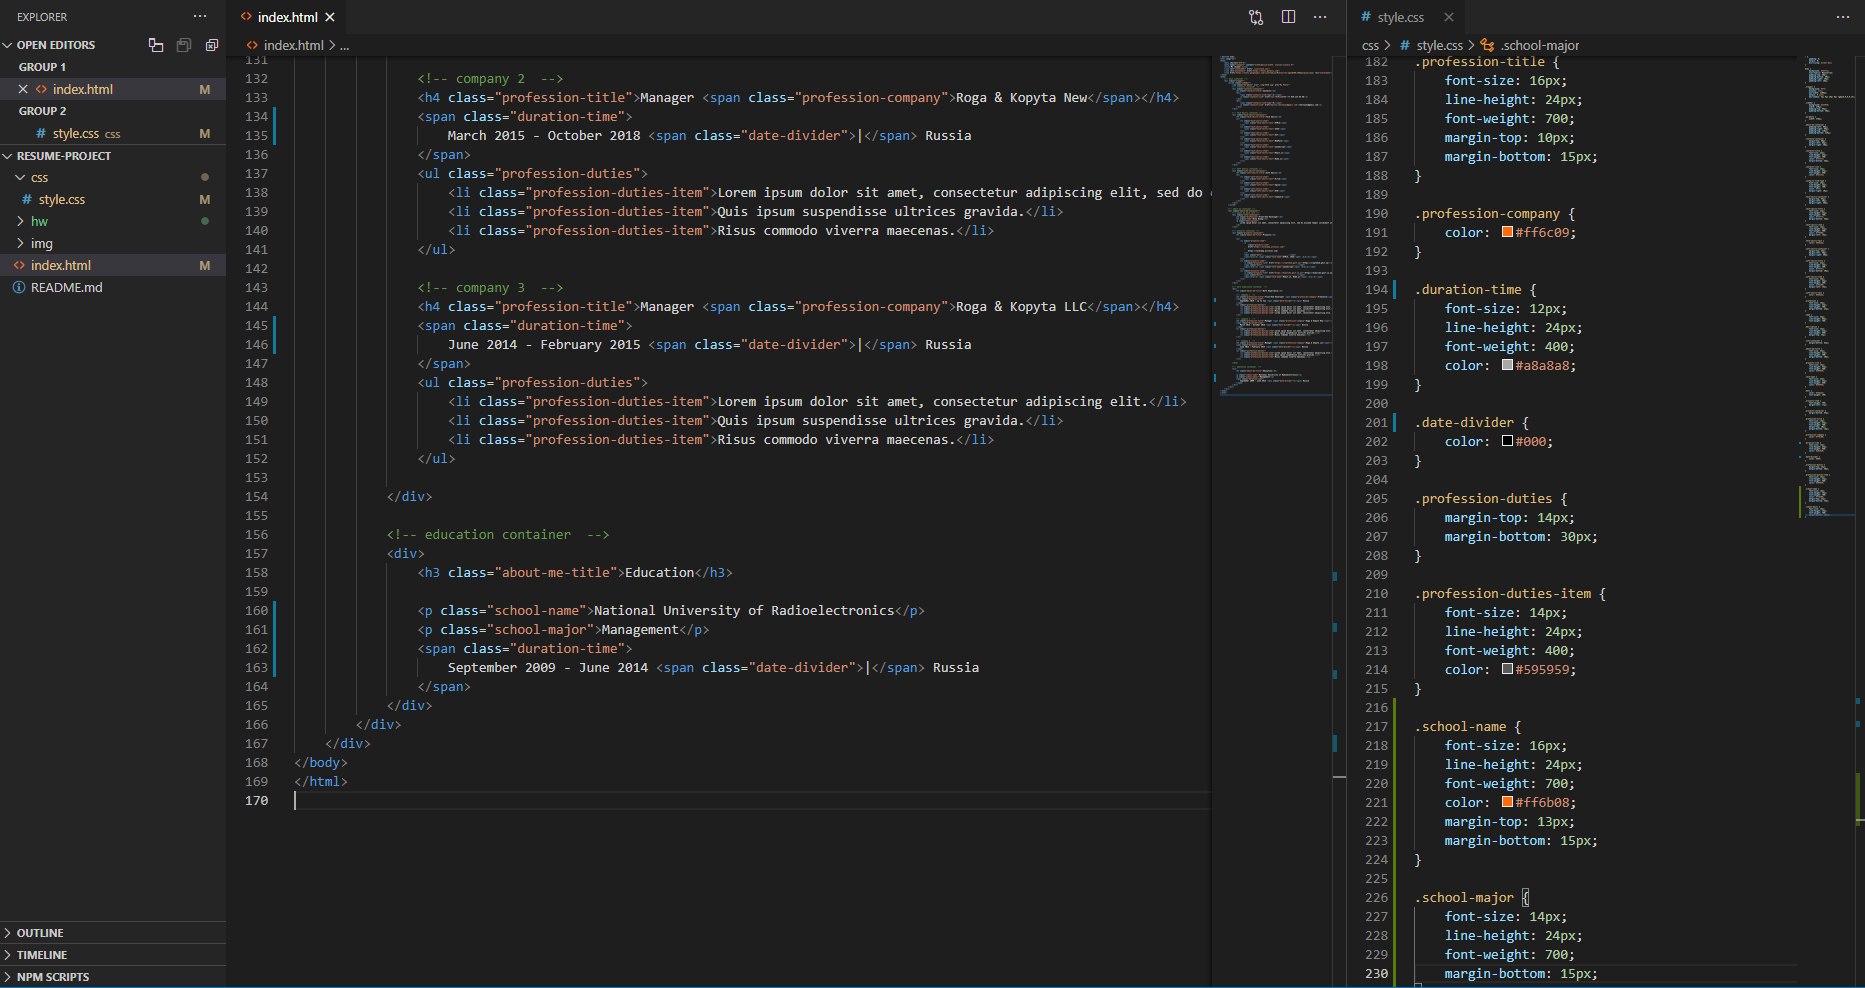 EXPLORER
OPEN EDITORS
GROUP 1
index.html M
GROUP 2
style.css css M
RESUME-PROJECT
css
style.css M
hw
img
index.html M
README.md
OUTLINE
TIMELINE
NPM SCRIPTS
index.html
index.html > ...
131
132 <!-- company 2  -->
133 <h4 class="profession-title">Manager <span class="profession-company">Roga & Kopyta New</span></h4>
134 <span class="duration-time">
135 March 2015 - October 2018 <span class="date-divider">|</span> Russia
136 </span>
137 <ul class="profession-duties">
138 <li class="profession-duties-item">Lorem ipsum dolor sit amet, consectetur adipiscing elit, sed do
139 <li class="profession-duties-item">Quis ipsum suspendisse ultrices gravida.</li>
140 <li class="profession-duties-item">Risus commodo viverra maecenas.</li>
141 </ul>
142
143 <!-- company 3  -->
144 <h4 class="profession-title">Manager <span class="profession-company">Roga & Kopyta LLC</span></h4>
145 <span class="duration-time">
146 June 2014 - February 2015 <span class="date-divider">|</span> Russia
147 </span>
148 <ul class="profession-duties">
149 <li class="profession-duties-item">Lorem ipsum dolor sit amet, consectetur adipiscing elit.</li>
150 <li class="profession-duties-item">Quis ipsum suspendisse ultrices gravida.</li>
151 <li class="profession-duties-item">Risus commodo viverra maecenas.</li>
152 </ul>
153
154 </div>
155
156 <!-- education container  -->
157 <div>
158 <h3 class="about-me-title">Education</h3>
159
160 <p class="school-name">National University of Radioelectronics</p>
161 <p class="school-major">Management</p>
162 <span class="duration-time">
163 September 2009 - June 2014 <span class="date-divider">|</span> Russia
164 </span>
165 </div>
166 </div>
167 </div>
168 </body>
169 </html>
170
style.css
css > style.css > .school-major
182 .profession-title {
183 font-size: 16px;
184 line-height: 24px;
185 font-weight: 700;
186 margin-top: 10px;
187 margin-bottom: 15px;
188 }
189
190 .profession-company {
191 color: #ff6c09;
192 }
193
194 .duration-time {
195 font-size: 12px;
196 line-height: 24px;
197 font-weight: 400;
198 color: #a8a8a8;
199 }
200
201 .date-divider {
202 color: #000;
203 }
204
205 .profession-duties {
206 margin-top: 14px;
207 margin-bottom: 30px;
208 }
209
210 .profession-duties-item {
211 font-size: 14px;
212 line-height: 24px;
213 font-weight: 400;
214 color: #595959;
215 }
216
217 .school-name {
218 font-size: 16px;
219 line-height: 24px;
220 font-weight: 700;
221 color: #ff6b08;
222 margin-top: 13px;
223 margin-bottom: 15px;
224 }
225
226 .school-major {
227 font-size: 14px;
228 line-height: 24px;
229 font-weight: 700;
230 margin-bottom: 15px;